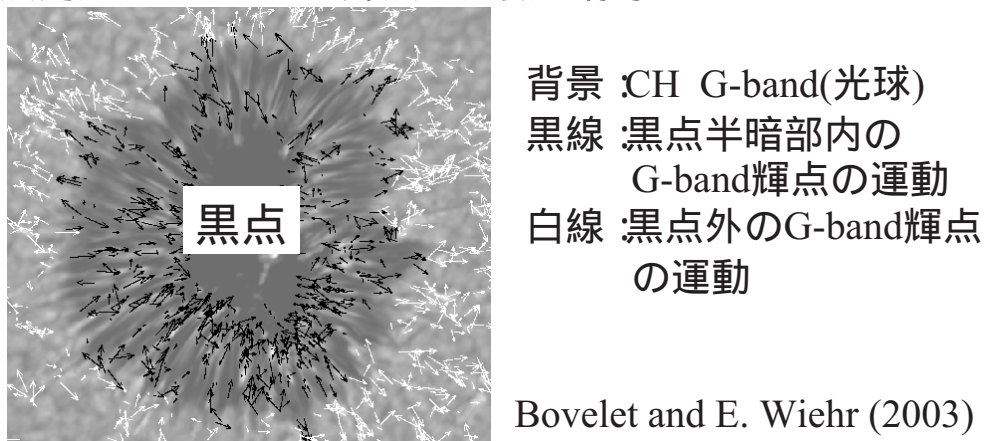 黒点
背景:CH G-band(光球)
黒線:黒点半暗部内の
G-band輝点の運動
白線:黒点外のG-band輝点
の運動
Bovelet and E. Wiehr (2003)